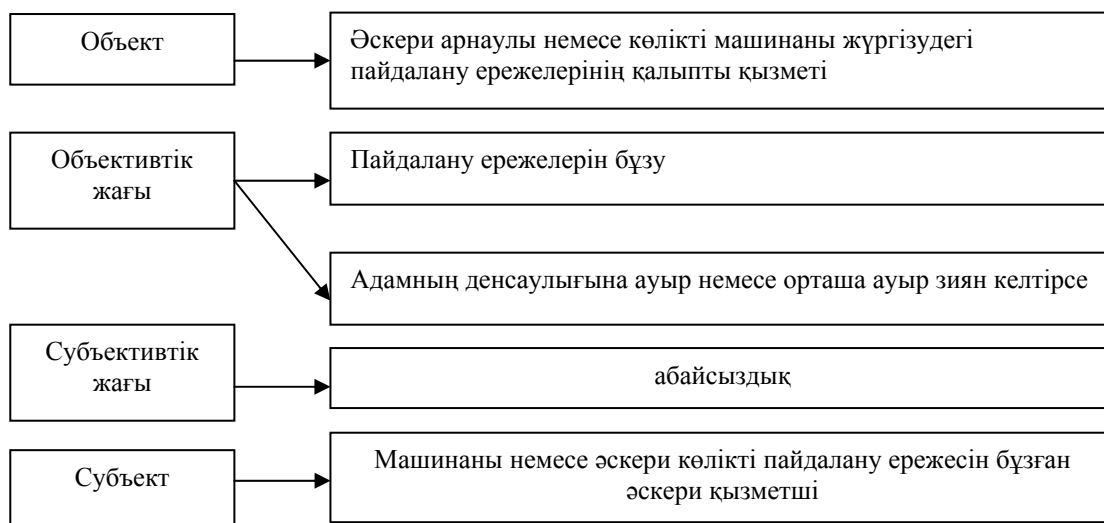 Объект
Әскери арнаулы немесе көлікті машинаны жүргізудегі
пайдалану ережелерінің қалыпты қызметі
Объективтік
жағы
Пайдалану ережелерін бұзу
Адамның денсаулығына ауыр немесе орташа ауыр зиян келтірсе
Субъективтік
жағы
абайсыздық
Субъект
Машинаны немесе әскери көлікті пайдалану ережесін бұзған
әскери қызметші